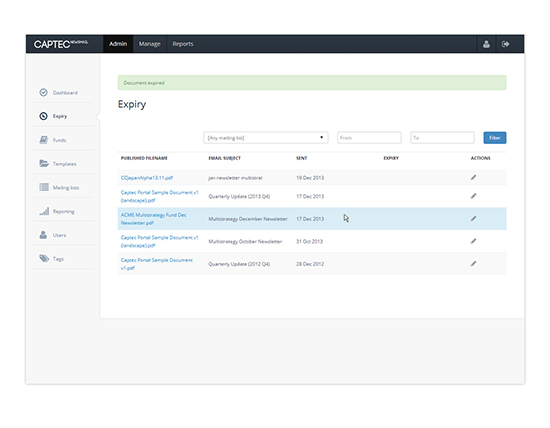 CAPTEC NEWSMAIL Admin Manage Reports
Document expired
Expiry
Dashboard
Expiry
Funds
Templates
Mailing lists
Reporting
Users
Tags
[Any mailing list] From To Filter
PUBLISHED FILENAME EMAIL SUBJECT SENT EXPIRY ACTIONS
CCJapanAlpha13.11.pdf jan newsletter multistrat 19 Dec 2013
Captec Portal Sample Document v1
(landscape).pdf Quarterly Update (2013 Q4) 17 Dec 2013
ACME Multistrategy Fund Dec
Newsletter.pdf Multistrategy December Newsletter 17 Dec 2013
Captec Portal Sample Document v1
(landscape).pdf Multistrategy October Newsletter 31 Oct 2013
Captec Portal Sample Document
v1.pdf Quarterly Update (2012 Q4) 28 Dec 2012